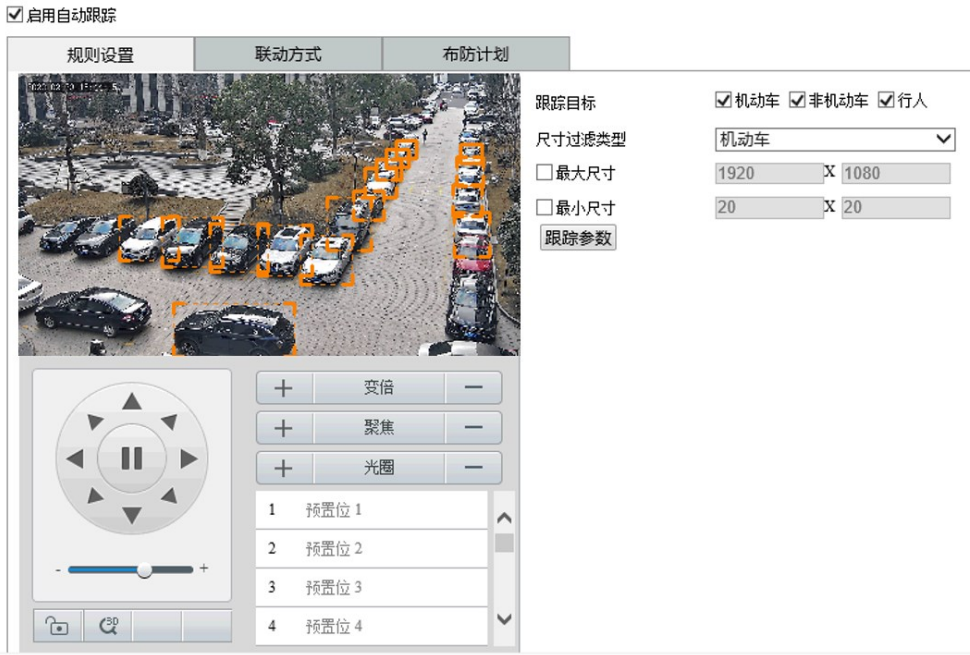 启用自动跟踪
规则设置 联动方式 布防计划
跟踪目标 机动车 非机动车 行人
尺寸过滤类型 机动车
最大尺寸 1920 X 1080
最小尺寸 20 X 20
跟踪参数
+ 变倍 —
+ 聚焦 —
+ 光圈 —
1 预置位 1
2 预置位 2
3 预置位 3
4 预置位 4
- +
3D